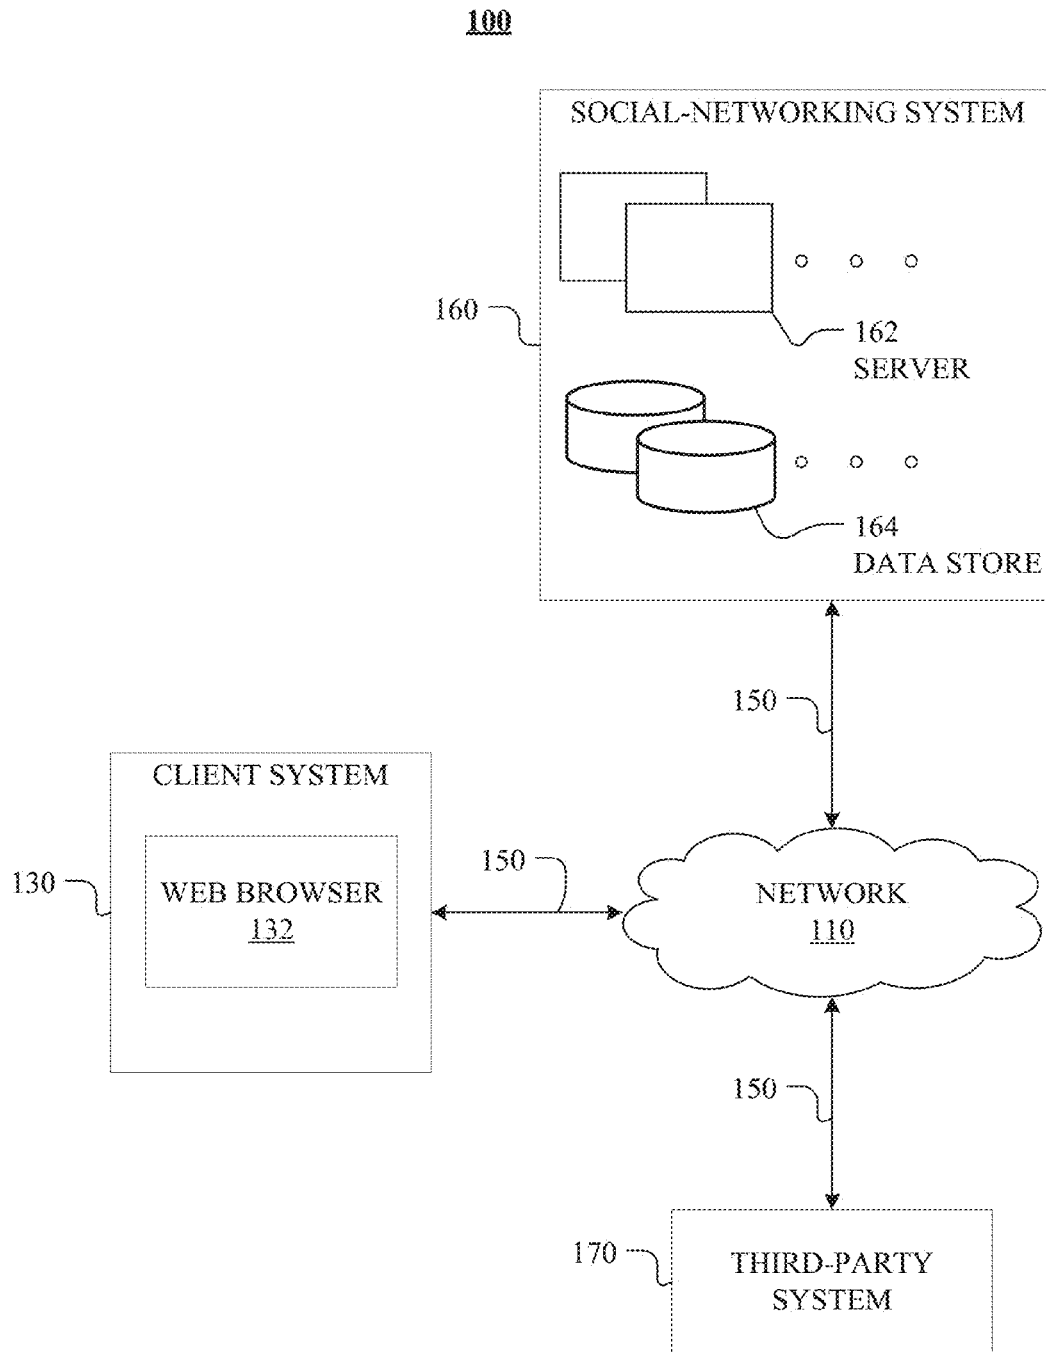 100
SOCIAL-NETWORKING SYSTEM
160
162
SERVER
164
DATA STORE
150
CLIENT SYSTEM
130
WEB BROWSER
132
150
NETWORK
110
150
170
THIRD-PARTY
SYSTEM